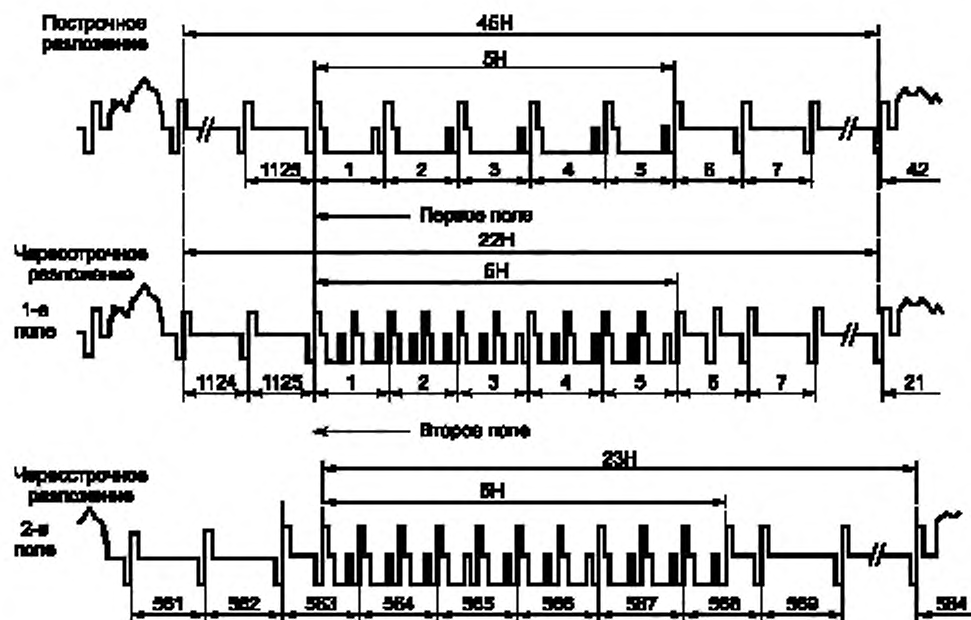 Построчное
разложение
45H
5H
1125 1 2 3 4 5 6 7 42
Первое поле
Чересстрочное
разложение
22H
5H
1-е
поле
1124 1125 1 2 3 4 5 6 7 21
Второе поле
Чересстрочное
разложение
23H
5H
2-е
поле
561 562 563 564 565 566 567 568 569 584